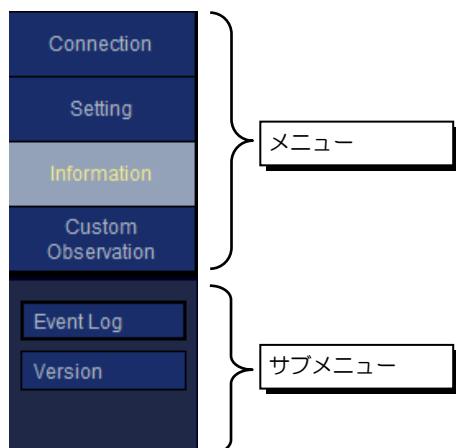 Connection
Setting
Information
Custom
Observation
メニュー
Event Log
Version
サブメニュー